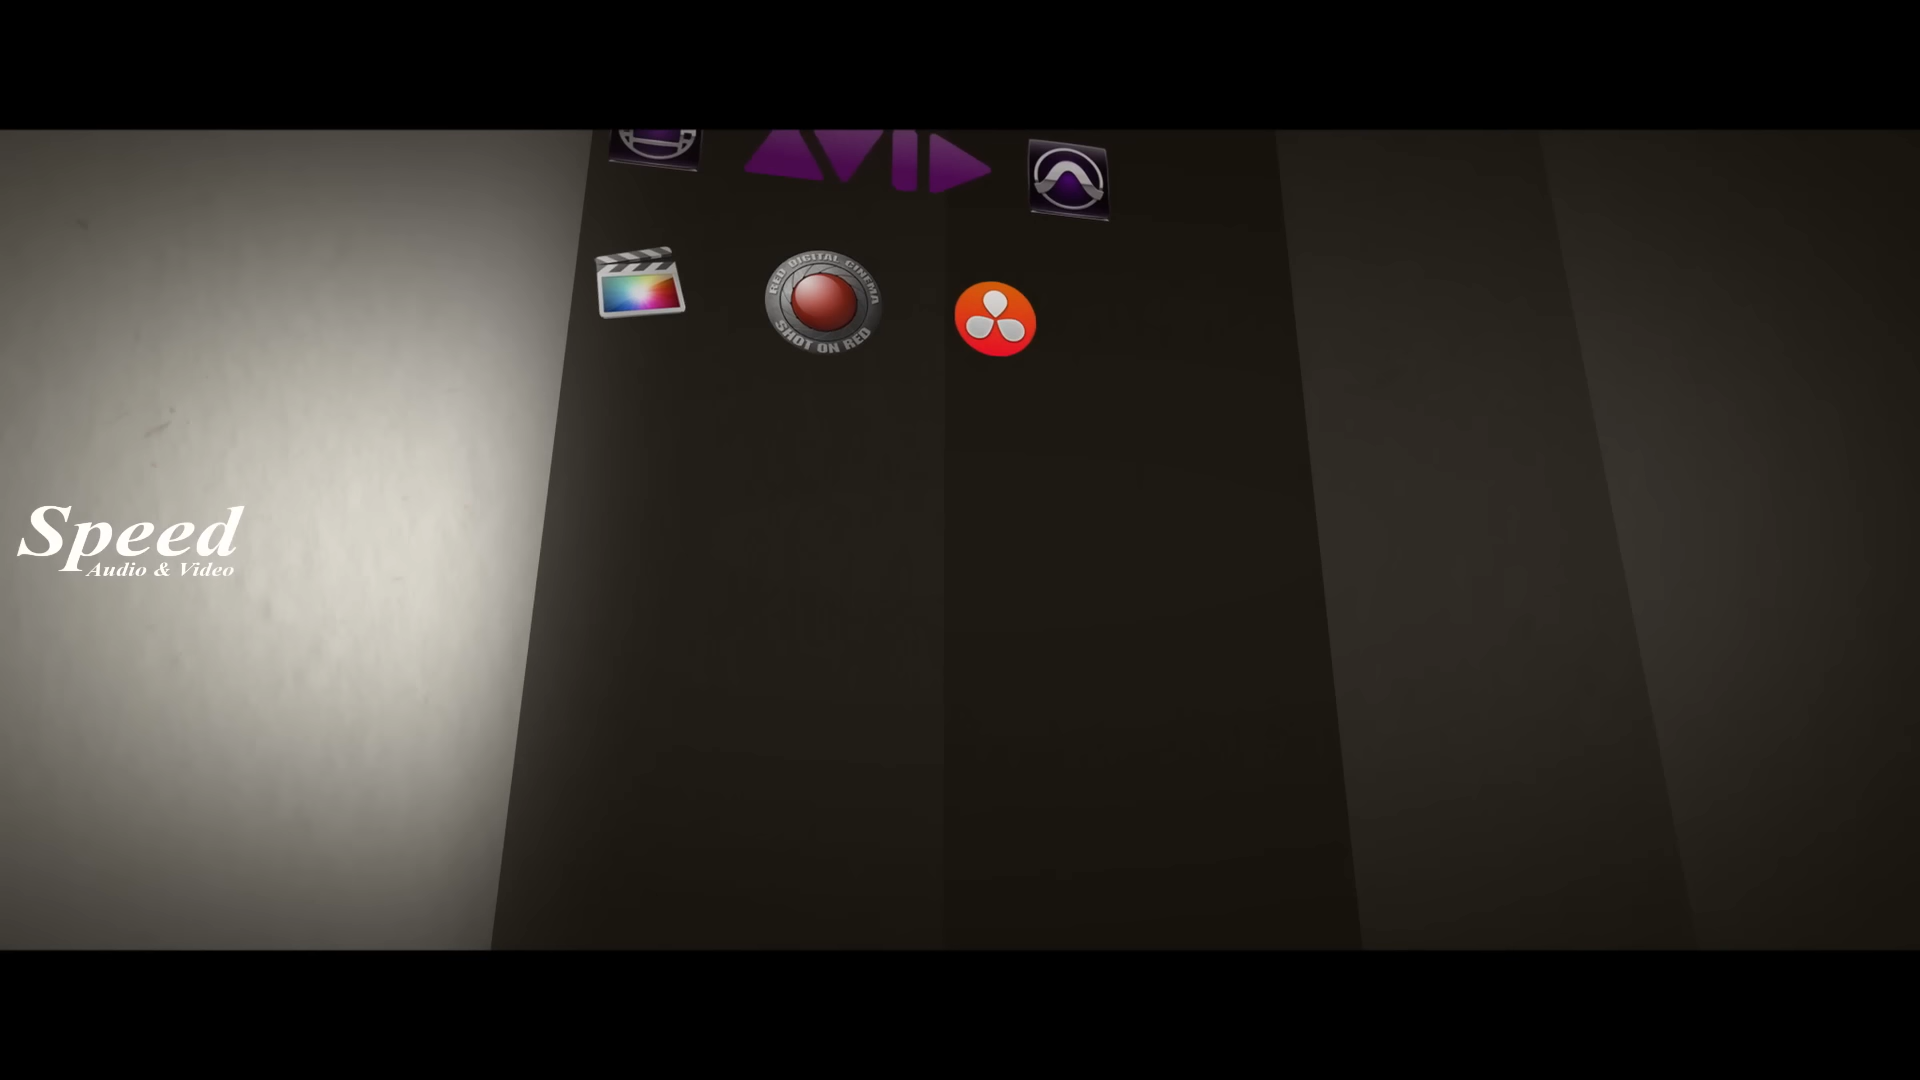 AVID
RED DIGITAL CINEMA
SHOT ON RED
Speed
Audio & Video